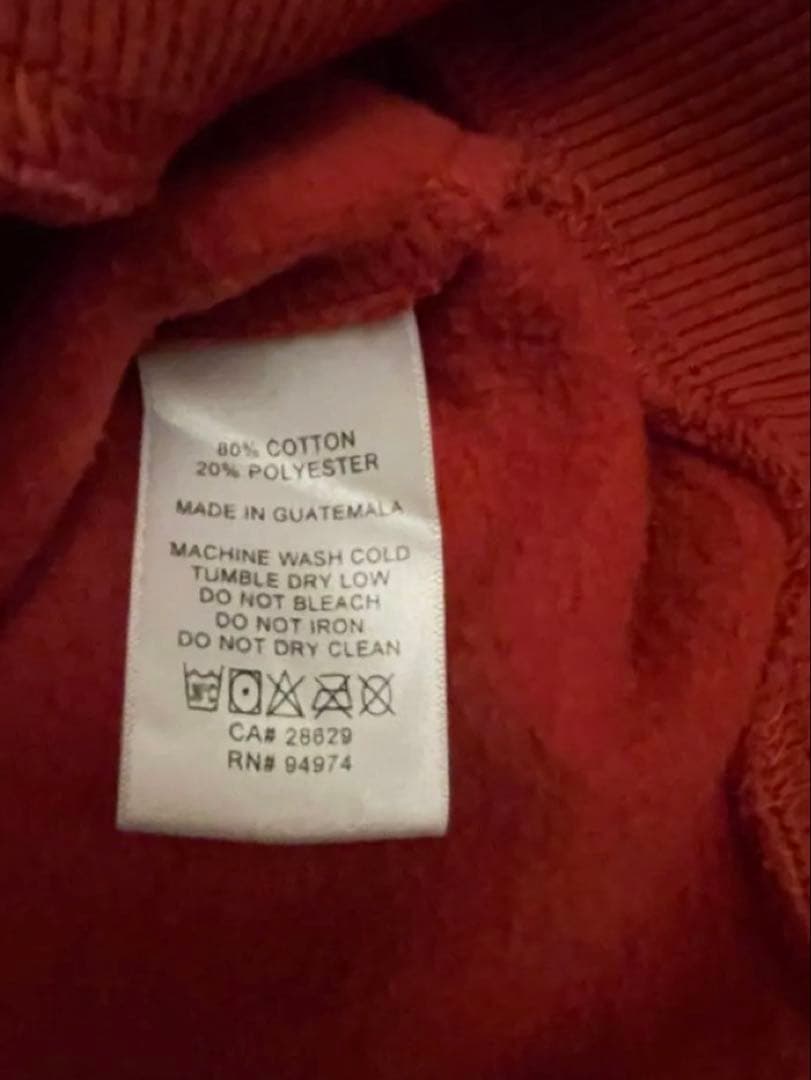 80% COTTON
20% POLYESTER
MADE IN GUATEMALA
MACHINE WASH COLD
TUMBLE DRY LOW
DO NOT BLEACH
DO NOT IRON
DO NOT DRY CLEAN
CA# 28629
RN# 94974